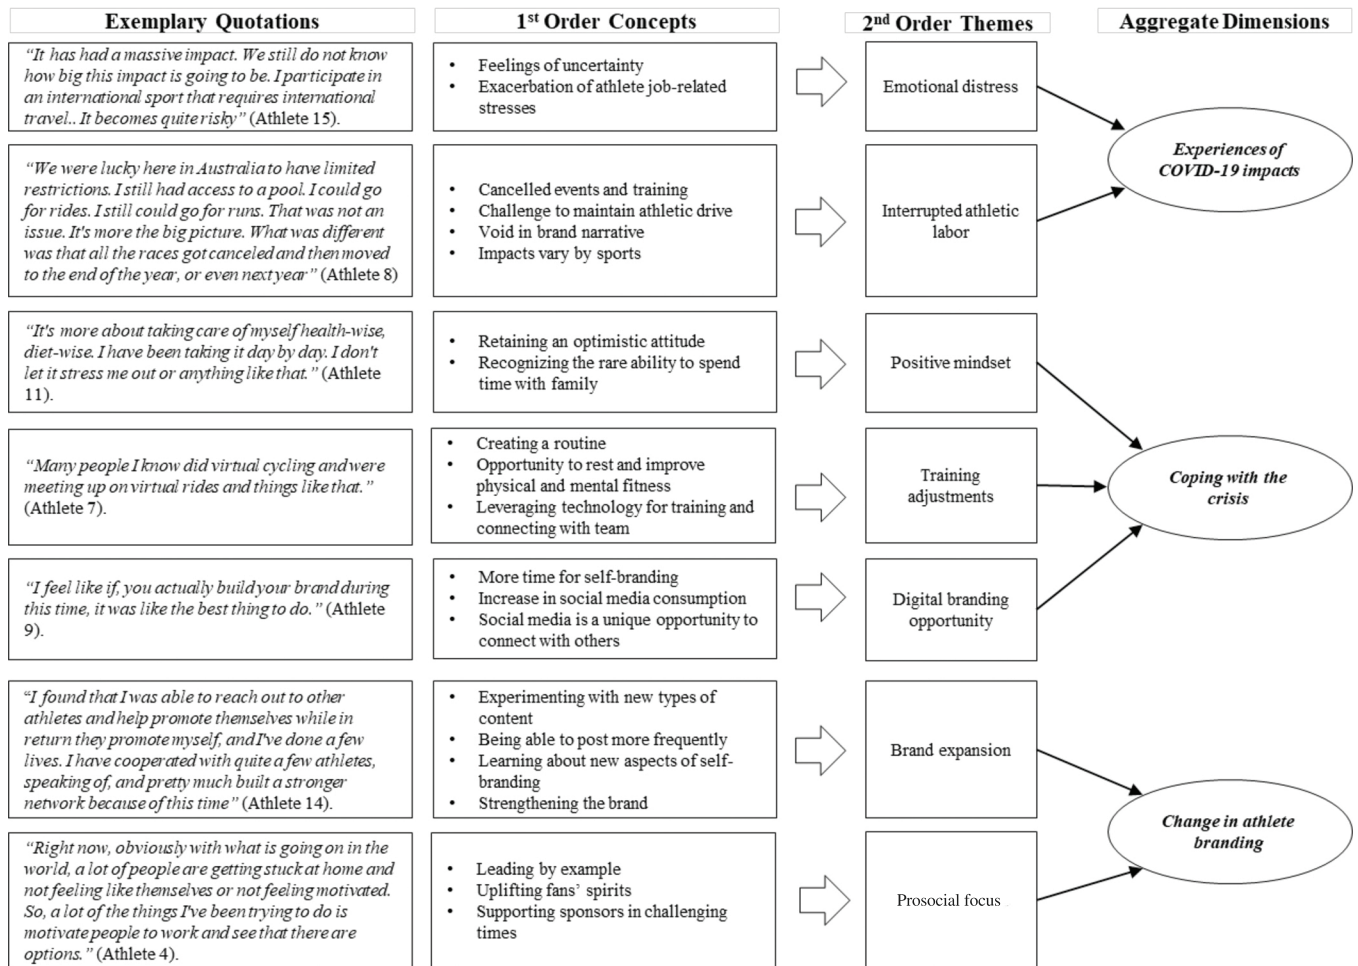 Exemplary Quotations
1st Order Concepts
2nd Order Themes
Aggregate Dimensions
“It has had a massive impact. We still do not know
how big this impact is going to be. I participate in
an international sport that requires international
travel.. It becomes quite risky” (Athlete 15).
• Feelings of uncertainty
• Exacerbation of athlete job-related
stresses
Emotional distress
“We were lucky here in Australia to have limited
restrictions. I still had access to a pool. I could go
for rides. I still could go for runs. That was not an
issue. It's more the big picture. What was different
was that all the races got canceled and then moved
to the end of the year, or even next year” (Athlete 8)
• Cancelled events and training
• Challenge to maintain athletic drive
• Void in brand narrative
• Impacts vary by sports
Interrupted athletic
labor
Experiences of
COVID-19 impacts
“It's more about taking care of myself health-wise,
diet-wise. I have been taking it day by day. I don't
let it stress me out or anything like that.” (Athlete
11).
• Retaining an optimistic attitude
• Recognizing the rare ability to spend
time with family
Positive mindset
“Many people I know did virtual cycling and were
meeting up on virtual rides and things like that.”
(Athlete 7).
• Creating a routine
• Opportunity to rest and improve
physical and mental fitness
• Leveraging technology for training and
connecting with team
Training
adjustments
“I feel like if, you actually build your brand during
this time, it was like the best thing to do.” (Athlete
9).
• More time for self-branding
• Increase in social media consumption
• Social media is a unique opportunity to
connect with others
Digital branding
opportunity
Coping with the
crisis
“I found that I was able to reach out to other
athletes and help promote themselves while in
return they promote myself, and I've done a few
lives. I have cooperated with quite a few athletes,
speaking of, and pretty much built a stronger
network because of this time” (Athlete 14).
• Experimenting with new types of
content
• Being able to post more frequently
• Learning about new aspects of self-
branding
• Strengthening the brand
Brand expansion
“Right now, obviously with what is going on in the
world, a lot of people are getting stuck at home and
not feeling like themselves or not feeling motivated.
So, a lot of the things I've been trying to do is
motivate people to work and see that there are
options.” (Athlete 4).
• Leading by example
• Uplifting fans’ spirits
• Supporting sponsors in challenging
times
Prosocial focus
Change in athlete
branding